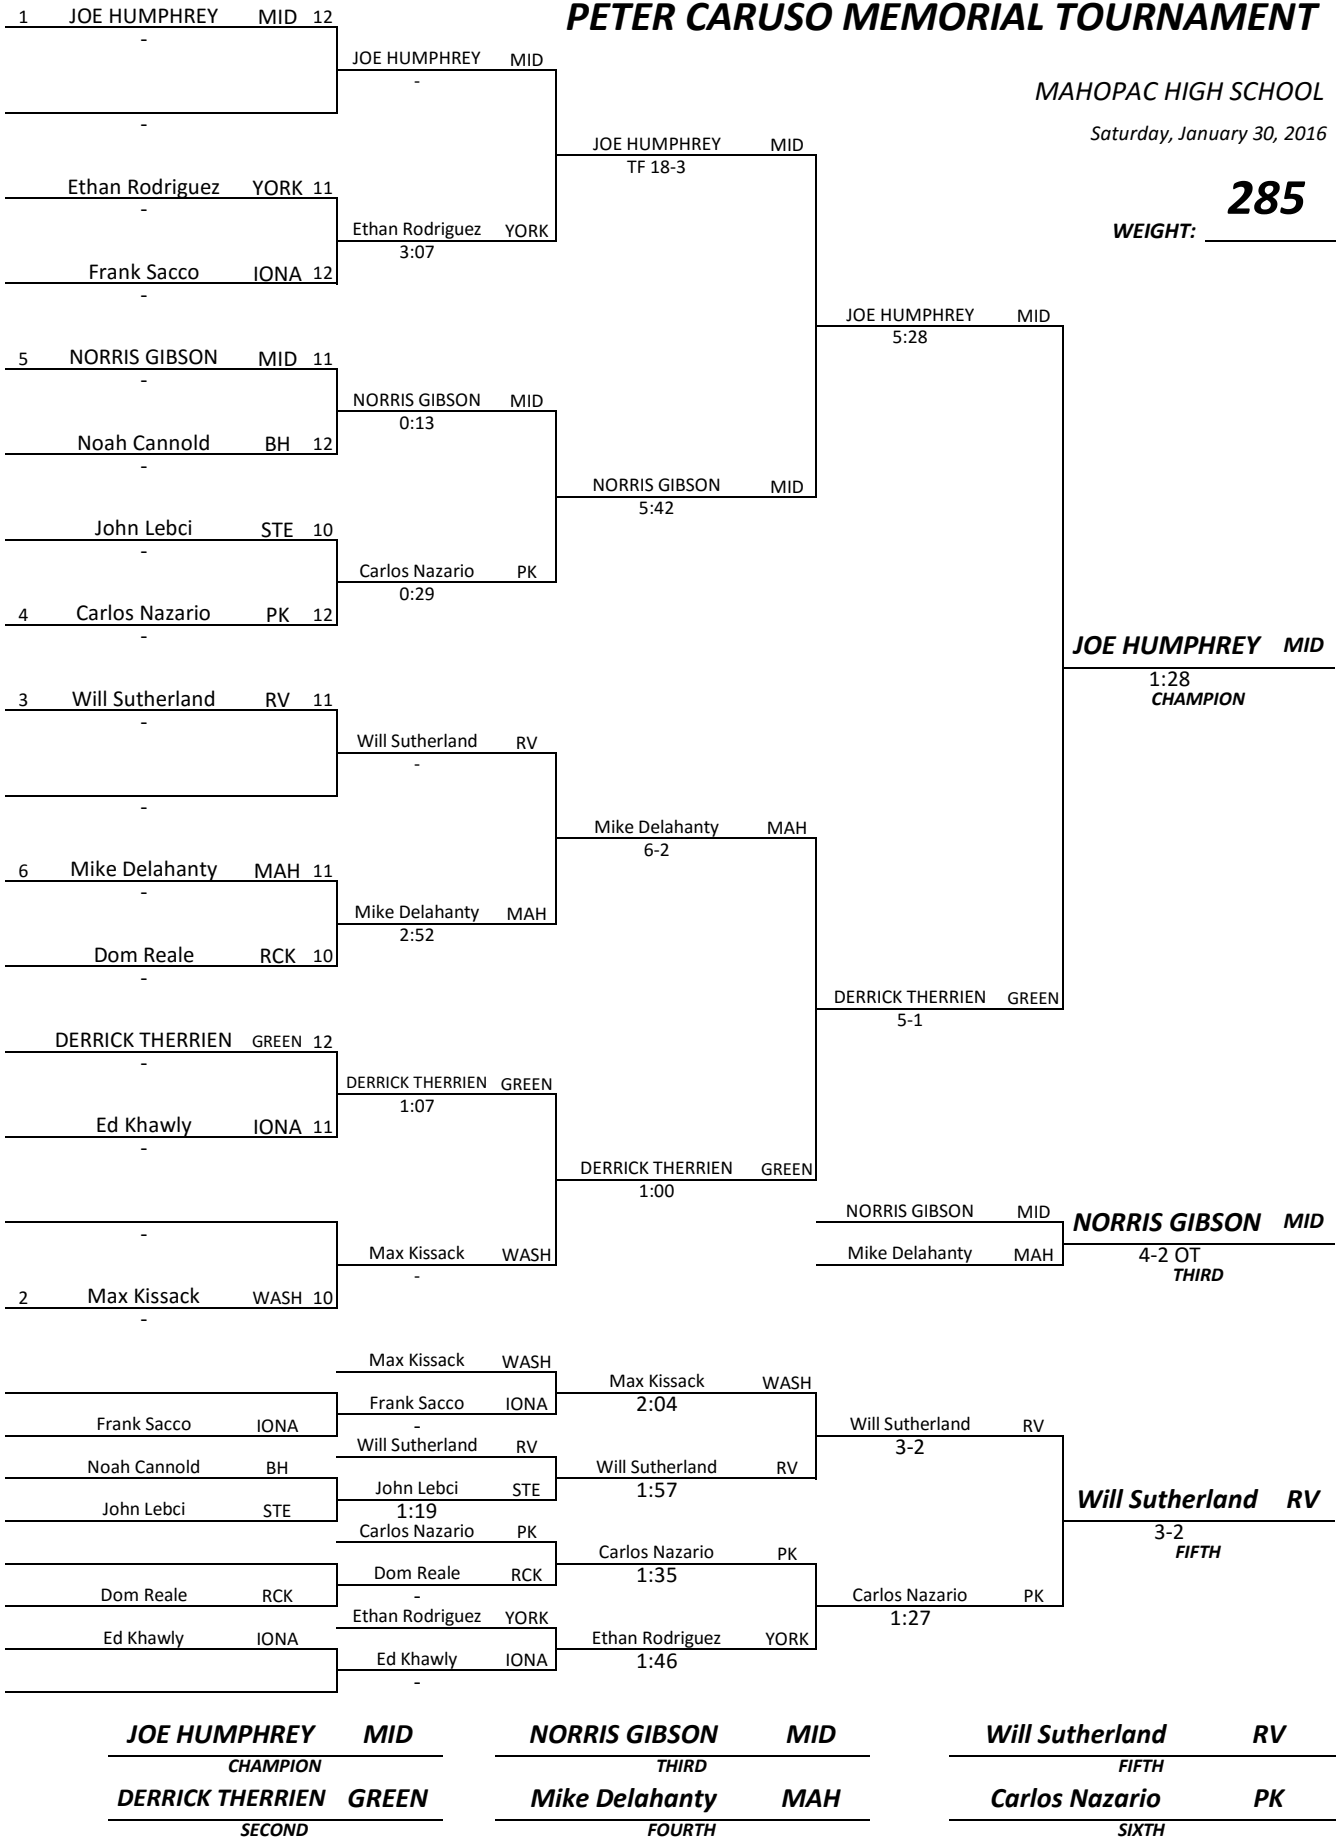 PETER CARUSO MEMORIAL TOURNAMENT
MAHOPAC HIGH SCHOOL
Saturday, January 30, 2016
285
WEIGHT:
1 JOE HUMPHREY MID 12
-
-
Ethan Rodriguez YORK 11
-
Frank Sacco IONA 12
-
5 NORRIS GIBSON MID 11
-
Noah Cannold BH 12
-
John Lebci STE 10
-
4 Carlos Nazario PK 12
-
3 Will Sutherland RV 11
-
-
6 Mike Delahanty MAH 11
-
Dom Reale RCK 10
-
DERRICK THERRIEN GREEN 12
-
Ed Khawly IONA 11
-
-
2 Max Kissack WASH 10
-
JOE HUMPHREY MID
-
Ethan Rodriguez YORK
3:07
NORRIS GIBSON MID
0:13
Carlos Nazario PK
0:29
Will Sutherland RV
-
Mike Delahanty MAH
2:52
DERRICK THERRIEN GREEN
1:07
Max Kissack WASH
-
JOE HUMPHREY MID
TF 18-3
NORRIS GIBSON MID
5:42
Mike Delahanty MAH
6-2
DERRICK THERRIEN GREEN
1:00
JOE HUMPHREY MID
5:28
DERRICK THERRIEN GREEN
5-1
JOE HUMPHREY MID
1:28
CHAMPION
NORRIS GIBSON MID
Mike Delahanty MAH
NORRIS GIBSON MID
4-2 OT
THIRD
Frank Sacco IONA
Noah Cannold BH
John Lebci STE
Dom Reale RCK
Ed Khawly IONA
Max Kissack WASH
Frank Sacco IONA
-
Will Sutherland RV
John Lebci STE
1:19
Carlos Nazario PK
Dom Reale RCK
-
Ethan Rodriguez YORK
Ed Khawly IONA
-
Max Kissack WASH
2:04
Will Sutherland RV
1:57
Carlos Nazario PK
1:35
Ethan Rodriguez YORK
1:46
Will Sutherland RV
3-2
Carlos Nazario PK
1:27
Will Sutherland RV
3-2
FIFTH
JOE HUMPHREY MID
CHAMPION
NORRIS GIBSON MID
THIRD
Will Sutherland RV
FIFTH
DERRICK THERRIEN GREEN
SECOND
Mike Delahanty MAH
FOURTH
Carlos Nazario PK
SIXTH